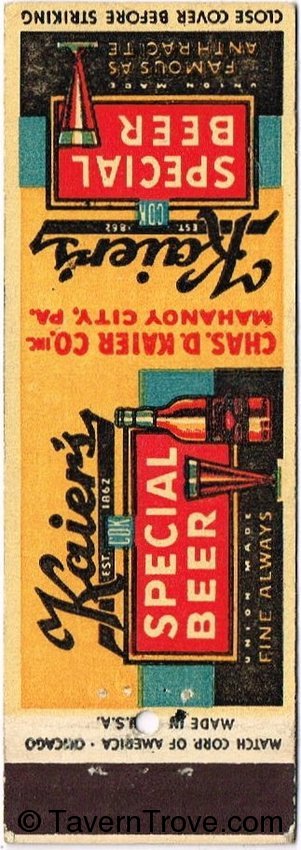 CLOSE COVER BEFORE STRIKING
FAMOUS AS
ANTHRACITE
UNION MADE
SPECIAL
BEER
CDK
EST. 1862
Kaier's
CHAS. D. KAIER CO. INC.
MAHANOY CITY, PA.
Kaier's
EST. 1862
CDK
SPECIAL
BEER
UNION MADE
FINE ALWAYS
MADE IN U.S.A.
MATCH CORP. OF AMERICA · CHICAGO
© TavernTrove.com